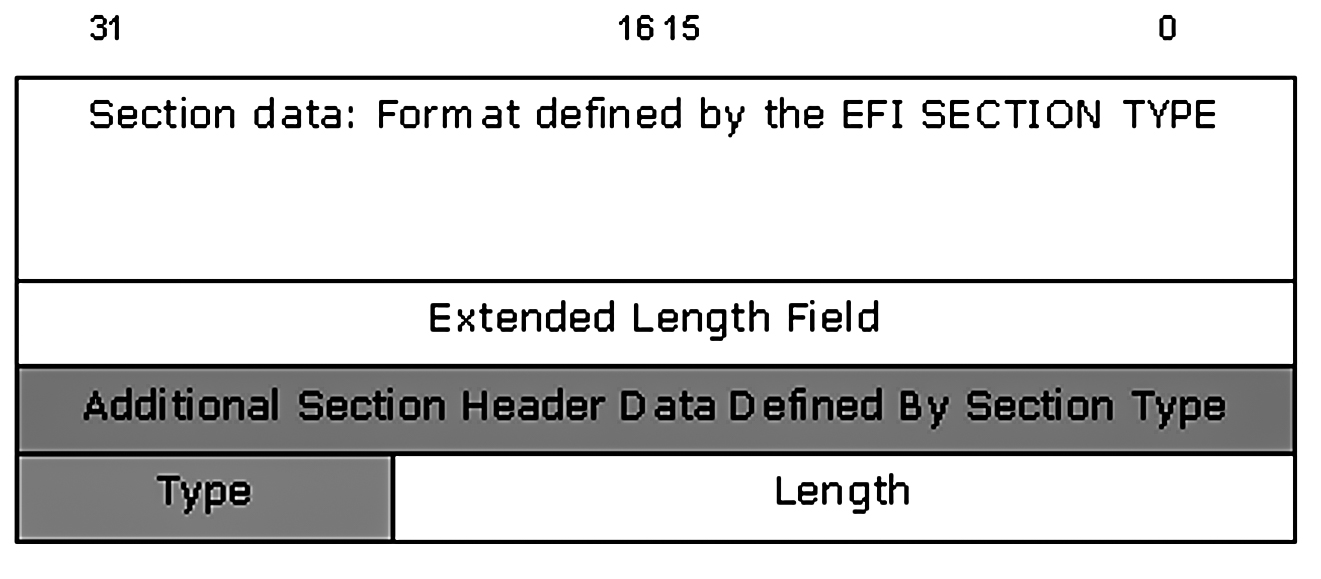 31 16 15 0
Section data: Format defined by the EFI SECTION TYPE
Extended Length Field
Additional Section Header Data Defined By Section Type
Type Length